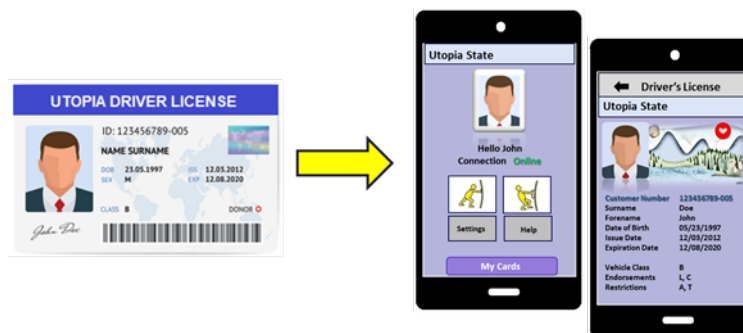 UTOPIA DRIVER LICENSE
ID: 123456789-005
NAME SURNAME
DOB 23.05.1997 ISS 12.03.2012
SEX M EXP 12.08.2020
CLASS B DONOR
John Doe
Utopia State
Hello John
Connection Online
Settings Help
My Cards
Driver's License
Utopia State
Customer Number 123456789-005
Surname Doe
Forename John
Date of Birth 05/23/1997
Issue Date 12/03/2012
Expiration Date 12/08/2020
Vehicle Class B
Endorsements L, C
Restrictions A, T